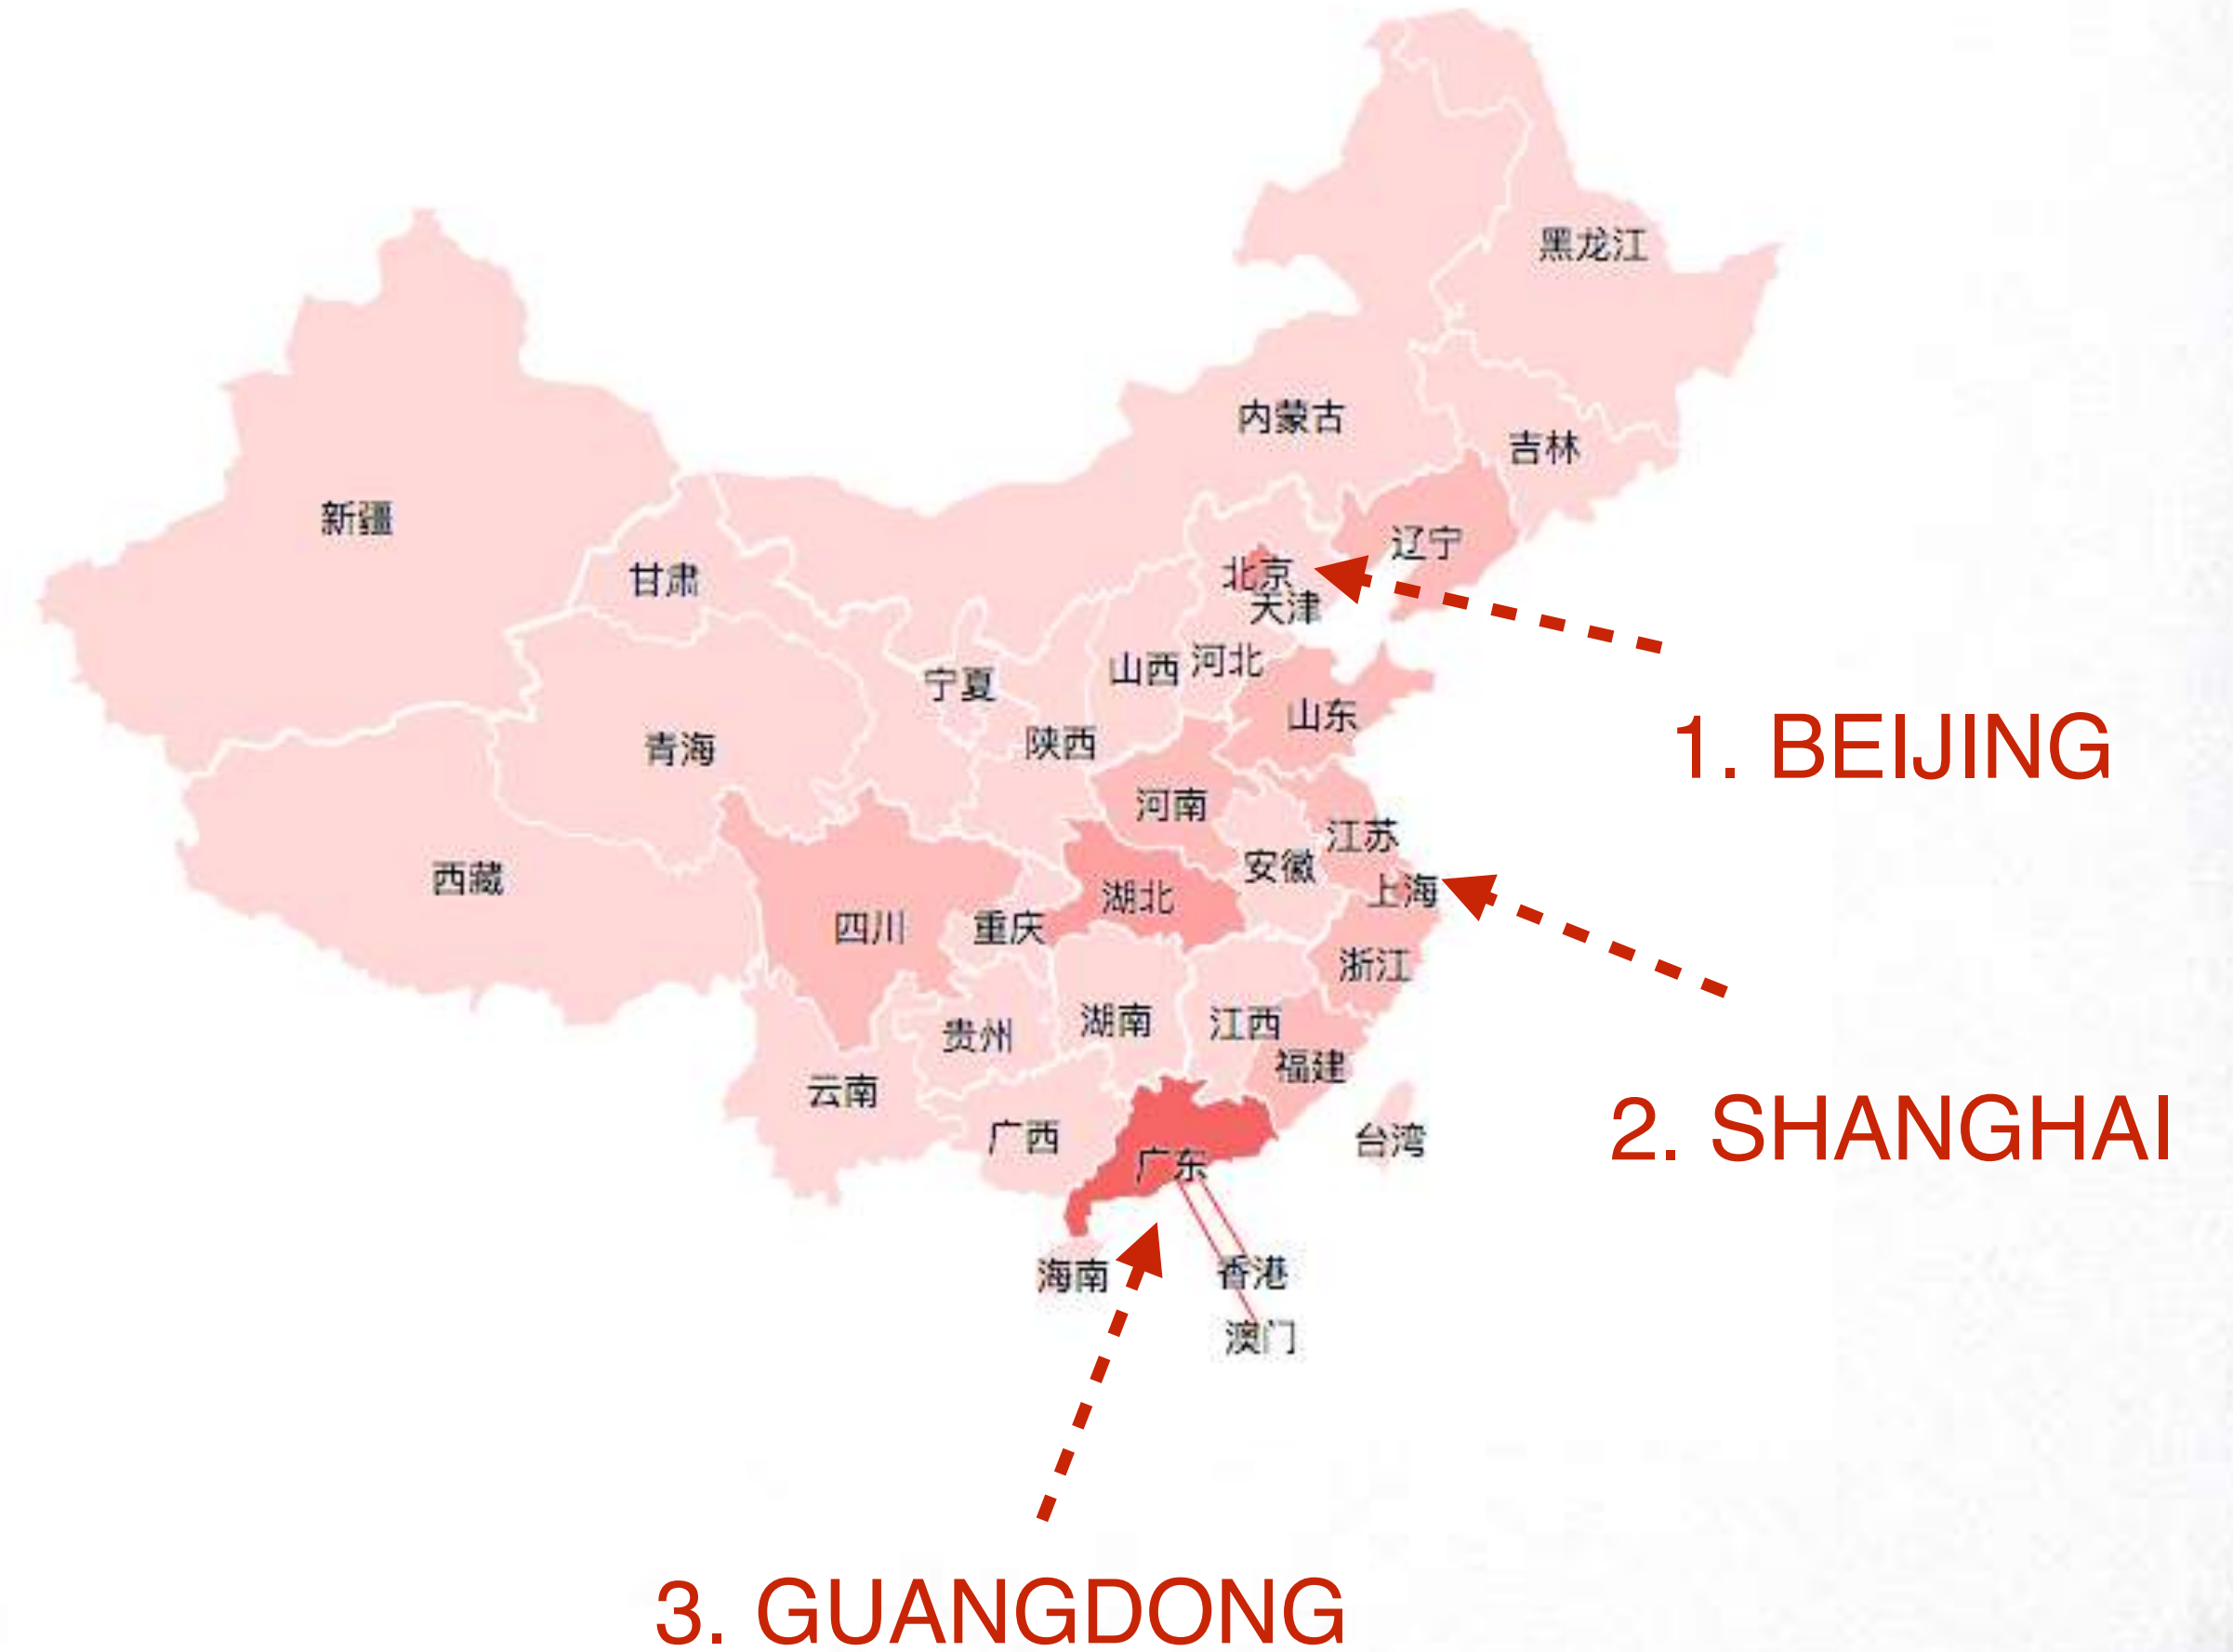 黑龙江
内蒙古
吉林
新疆
辽宁
北京
甘肃
天津
1. BEIJING
河北
山西
宁夏
山东
陕西
青海
河南
江苏
安徽
西藏
上海
湖北
四川
重庆
浙江
2. SHANGHAI
湖南
江西
贵州
福建
云南
广西
台湾
广东
海南
香港
澳门
3. GUANGDONG